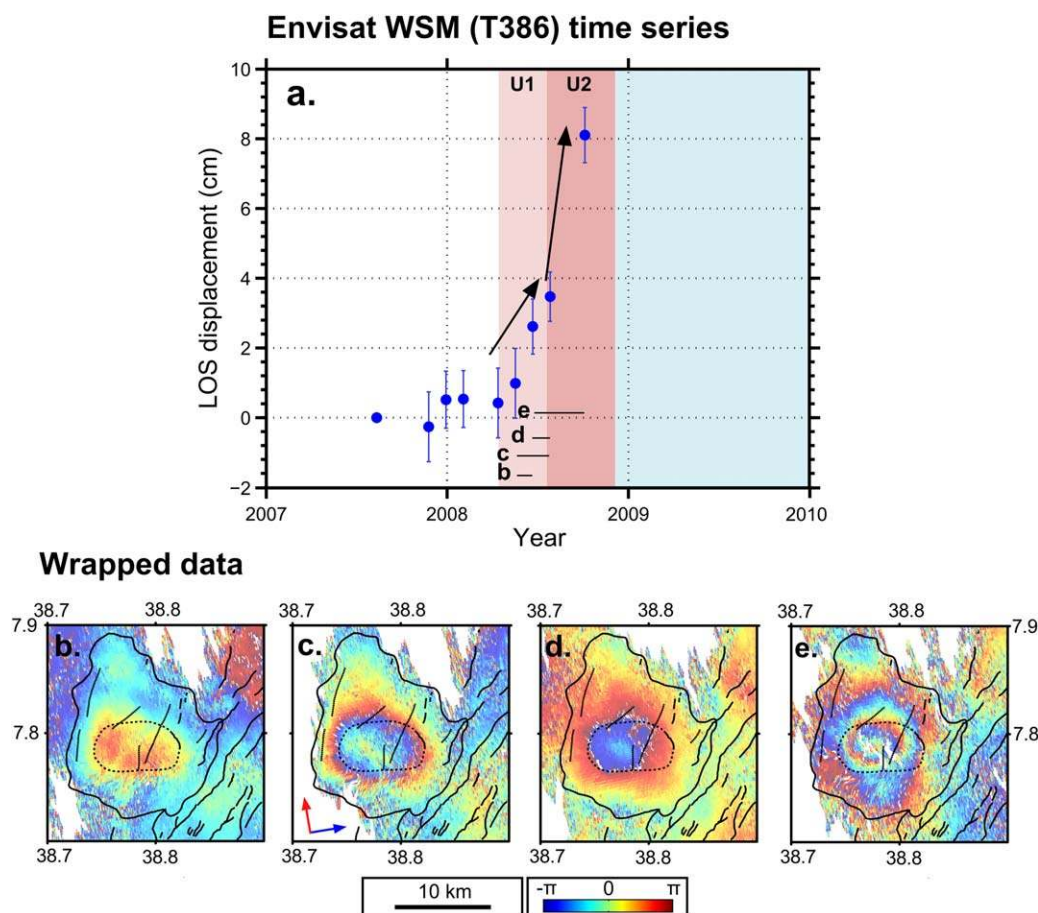 Envisat WSM (T386) time series
a.
U1 U2
10
8
6
4
2
0
−2
LOS displacement (cm)
e
d
c
b
2007 2008 2009 2010
Year
Wrapped data
38.7 38.8 38.7 38.8 38.7 38.8 38.7 38.8
7.9 b. c. d. e. 7.9
7.8 7.8
38.7 38.8 38.7 38.8 38.7 38.8 38.7 38.8
10 km
-π 0 π